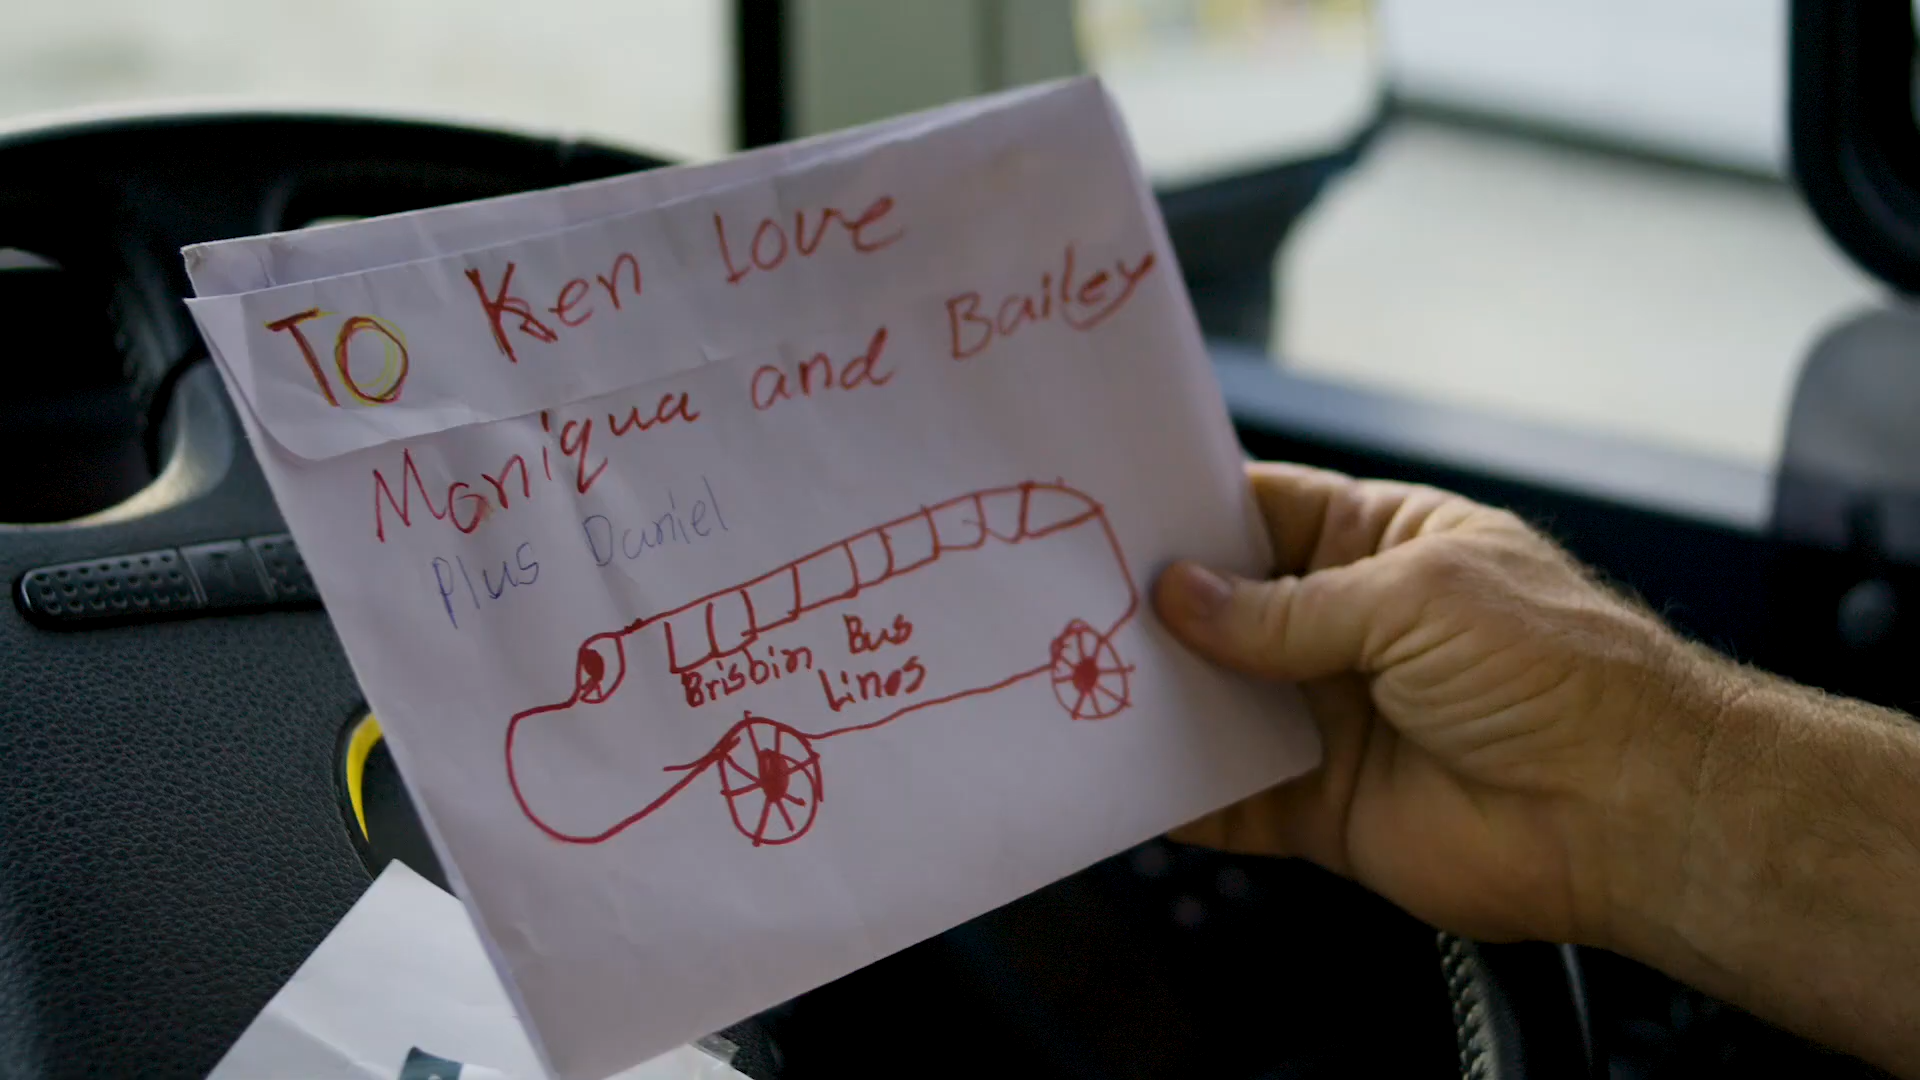 To Ken Love
Moniqua and Bailey
Plus Daniel
Brisbin Bus
Lines